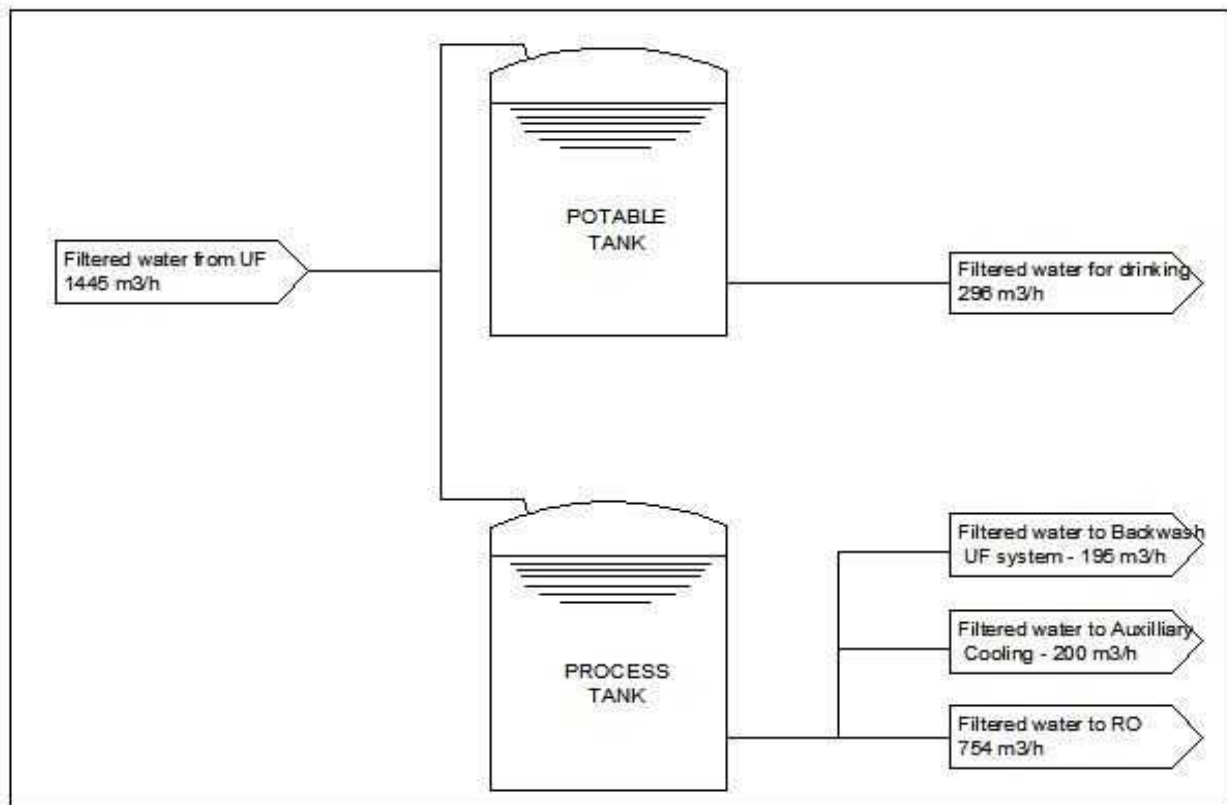 POTABLE
TANK
Filtered water from UF
1445 m3/h
Filtered water for drinking
296 m3/h
Filtered water to Backwash
UF system - 195 m3/h
Filtered water to Auxilliary
Cooling - 200 m3/h
PROCESS
TANK
Filtered water to RO
754 m3/h